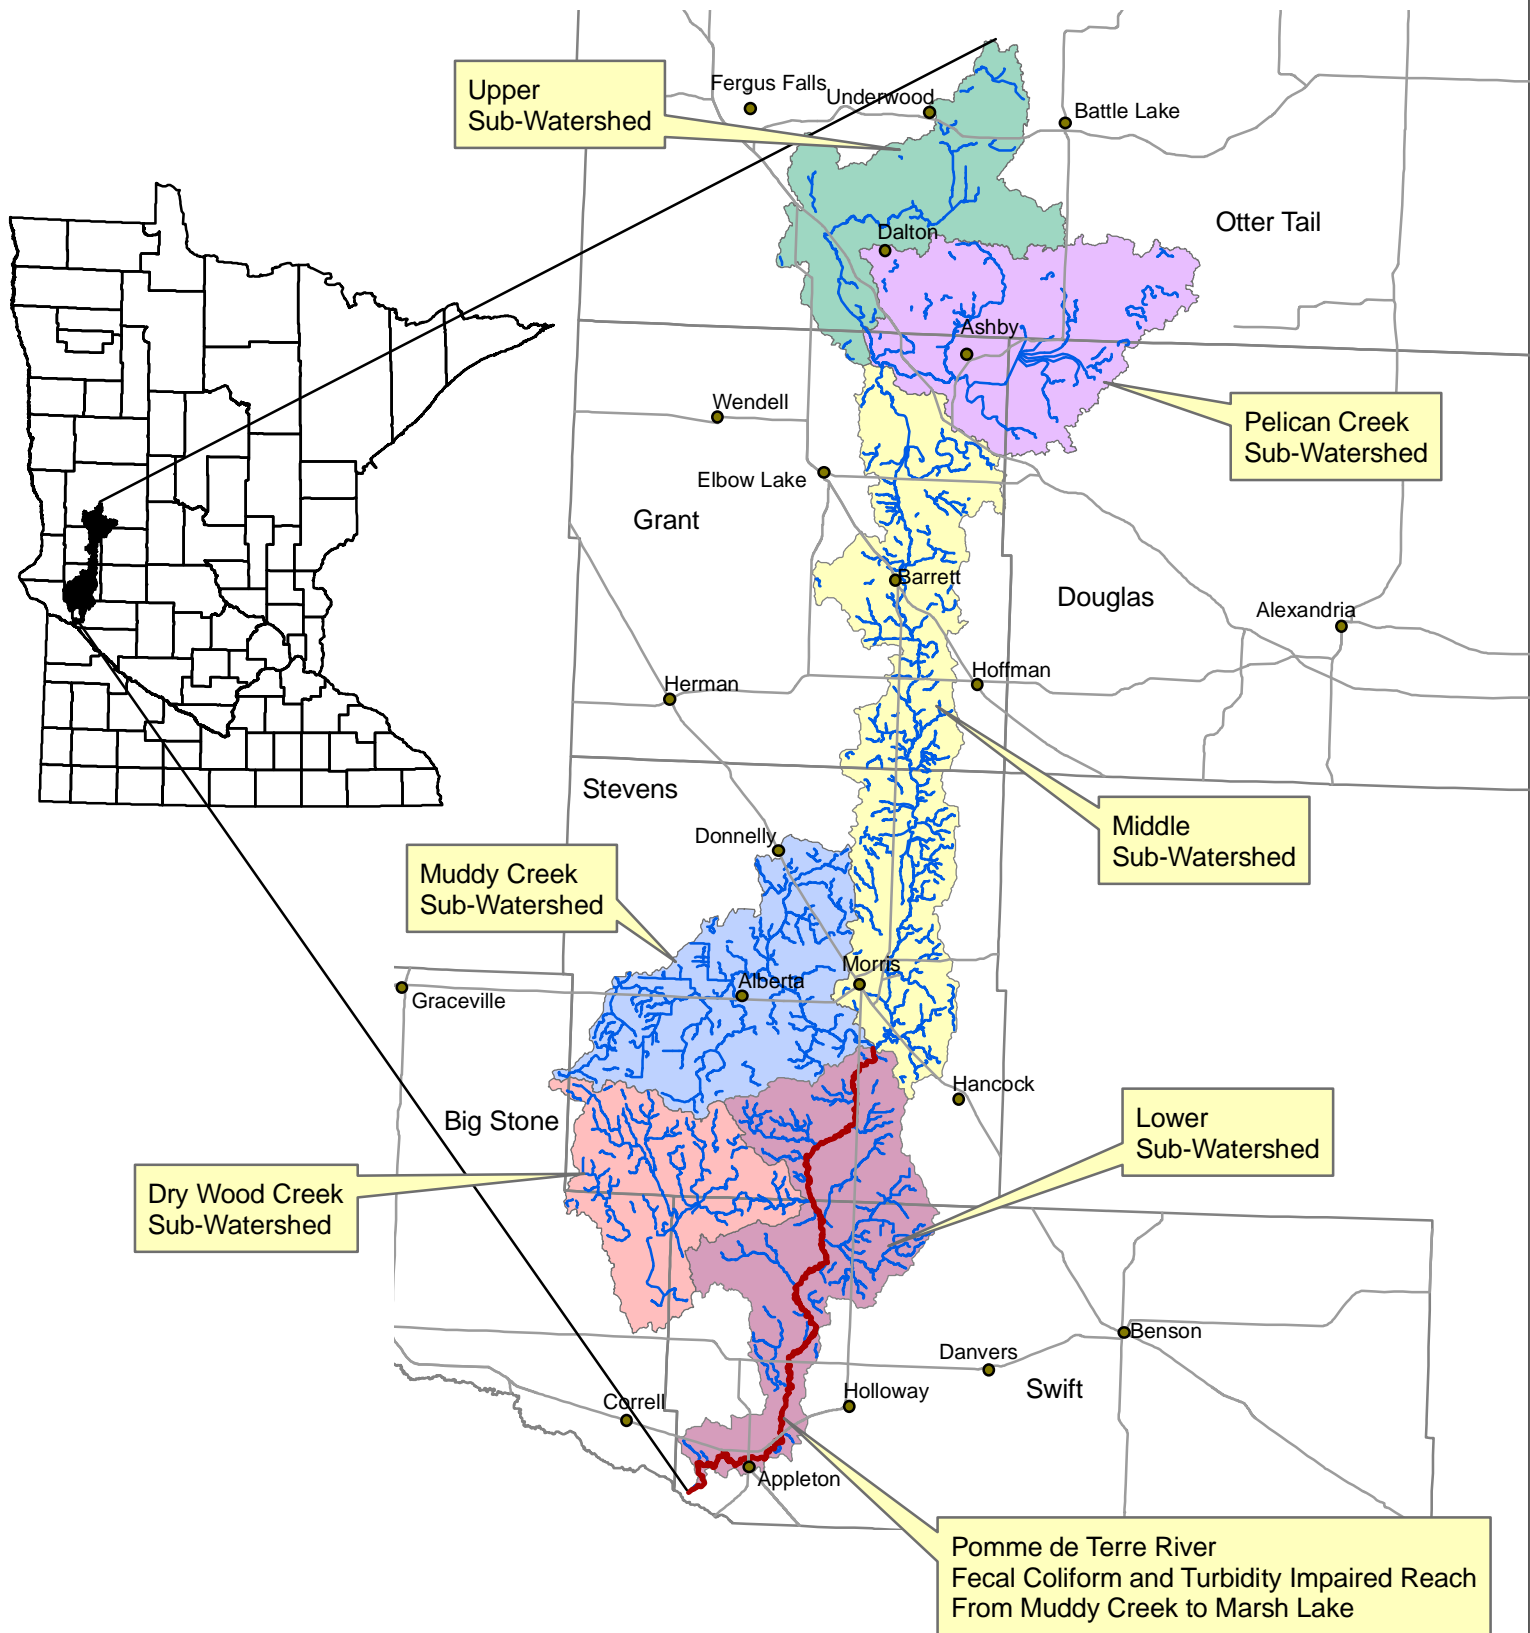 Upper
Sub-Watershed
Fergus Falls
Underwood
Battle Lake
Otter Tail
Dalton
Ashby
Wendell
Pelican Creek
Sub-Watershed
Elbow Lake
Grant
Barrett
Douglas
Alexandria
Hoffman
Herman
Stevens
Donnelly
Middle
Sub-Watershed
Muddy Creek
Sub-Watershed
Morris
Alberta
Graceville
Hancock
Big Stone
Lower
Sub-Watershed
Dry Wood Creek
Sub-Watershed
Benson
Danvers
Swift
Holloway
Correll
Appleton
Pomme de Terre River
Fecal Coliform and Turbidity Impaired Reach
From Muddy Creek to Marsh Lake